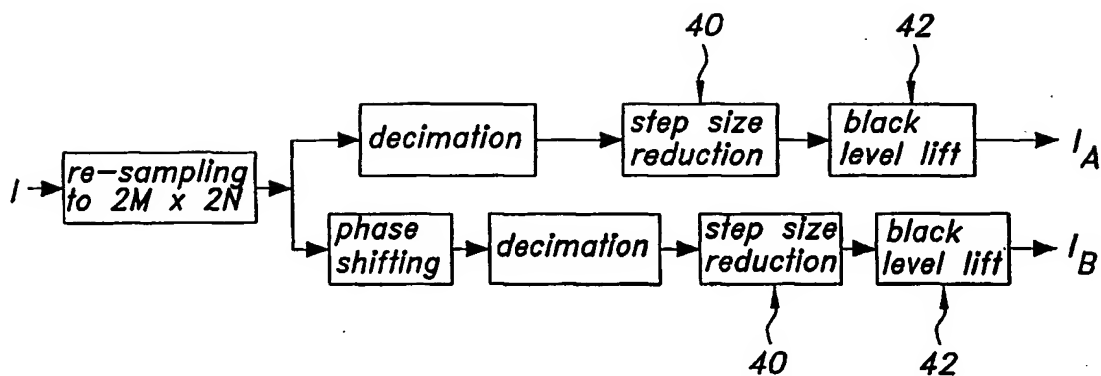 40
42
I
re-sampling
to 2M x 2N
decimation
step size
reduction
black
level lift
I_A
phase
shifting
decimation
step size
reduction
black
level lift
I_B
40
42